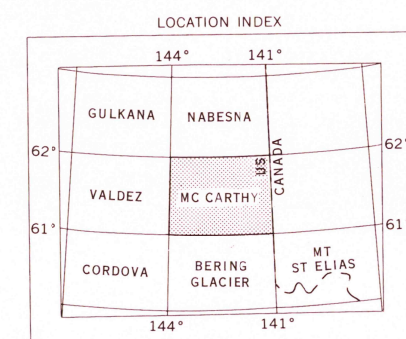 LOCATION INDEX
144° 141°
GULKANA NABESNA
62° 62°
US
CANADA
VALDEZ MC CARTHY
61° 61
CORDOVA BERING GLACIER MT ST ELIAS
144° 141°